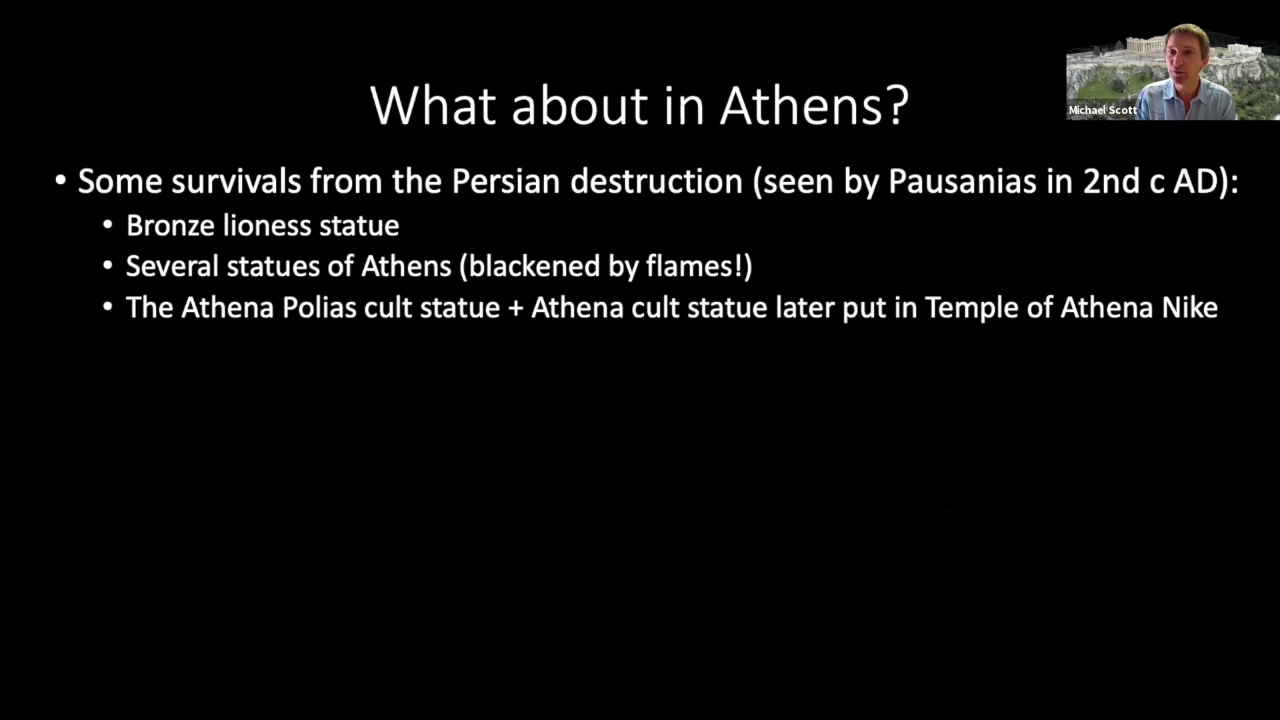 What about in Athens?
Michael Scott
• Some survivals from the Persian destruction (seen by Pausanias in 2nd c AD):
• Bronze lioness statue
• Several statues of Athens (blackened by flames!)
• The Athena Polias cult statue + Athena cult statue later put in Temple of Athena Nike